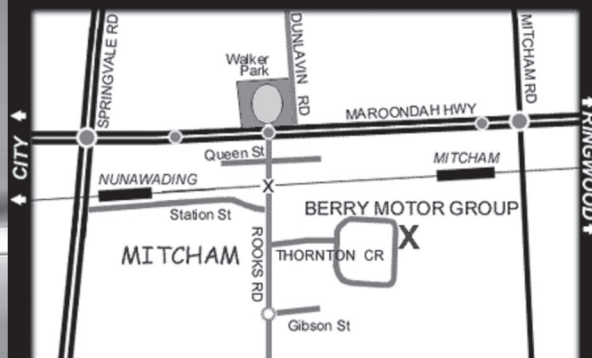 SPRINGVALE RD
Walker
Park
DUNLAVIN RD
MITCHAM RD
MAROONDAH HWY
CITY
RINGWOOD
Queen St
NUNAWADING
MITCHAM
X
Station St
BERRY MOTOR GROUP
X
MITCHAM
ROOKS RD
THORNTON CR
Gibson St